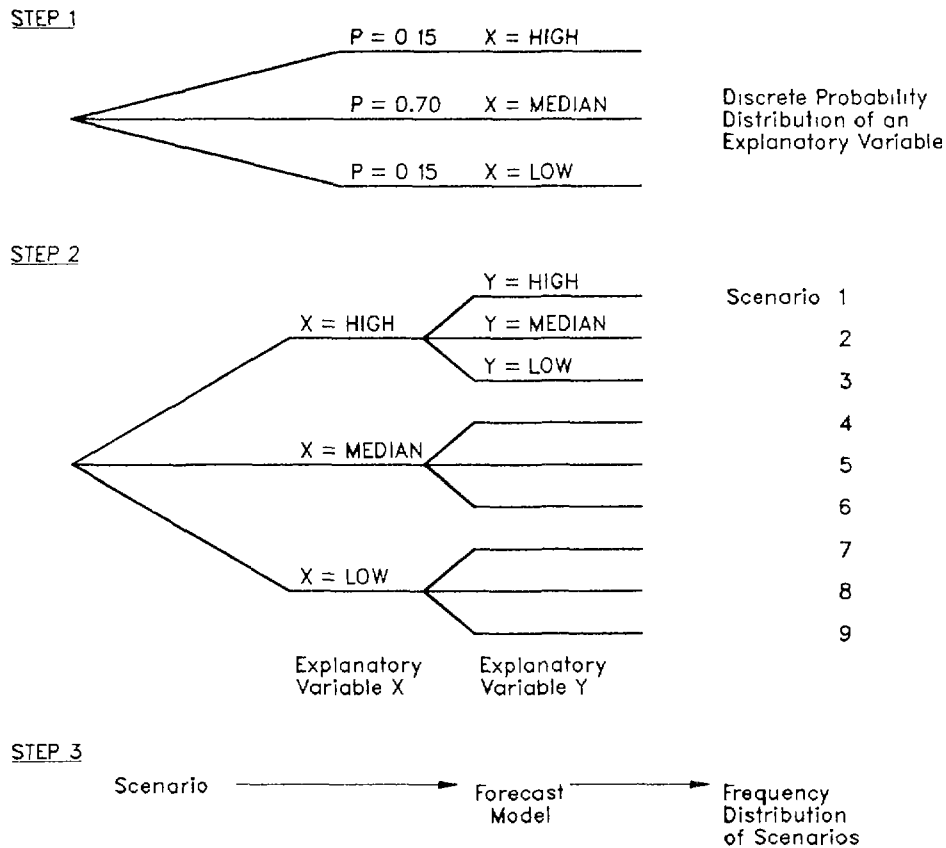 STEP 1
P = 0 15 X = HIGH
P = 0.70 X = MEDIAN
P = 0 15 X = LOW
Discrete Probability
Distribution of an
Explanatory Variable
STEP 2
Y = HIGH
X = HIGH
Y = MEDIAN
Y = LOW
X = MEDIAN
X = LOW
Scenario 1
2
3
4
5
6
7
8
9
Explanatory
Variable X
Explanatory
Variable Y
STEP 3
Scenario
Forecast
Model
Frequency
Distribution
of Scenarios